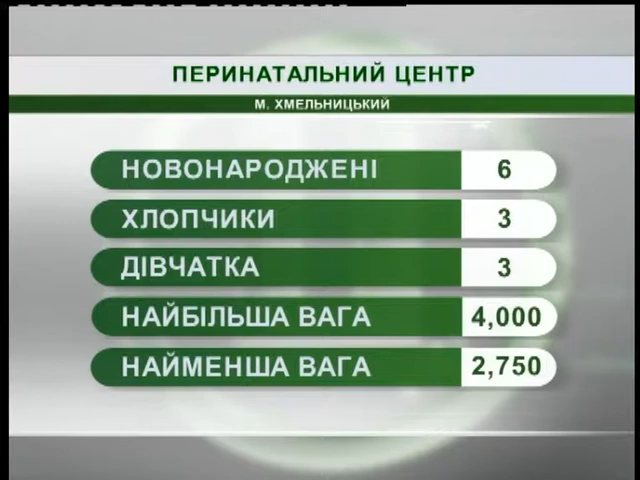 ПЕРИНАТАЛЬНИЙ ЦЕНТР
М. ХМЕЛЬНИЦЬКИЙ
НОВОНАРОДЖЕНІ 6
ХЛОПЧИКИ 3
ДІВЧАТКА 3
НАЙБІЛЬША ВАГА 4,000
НАЙМЕНША ВАГА 2,750